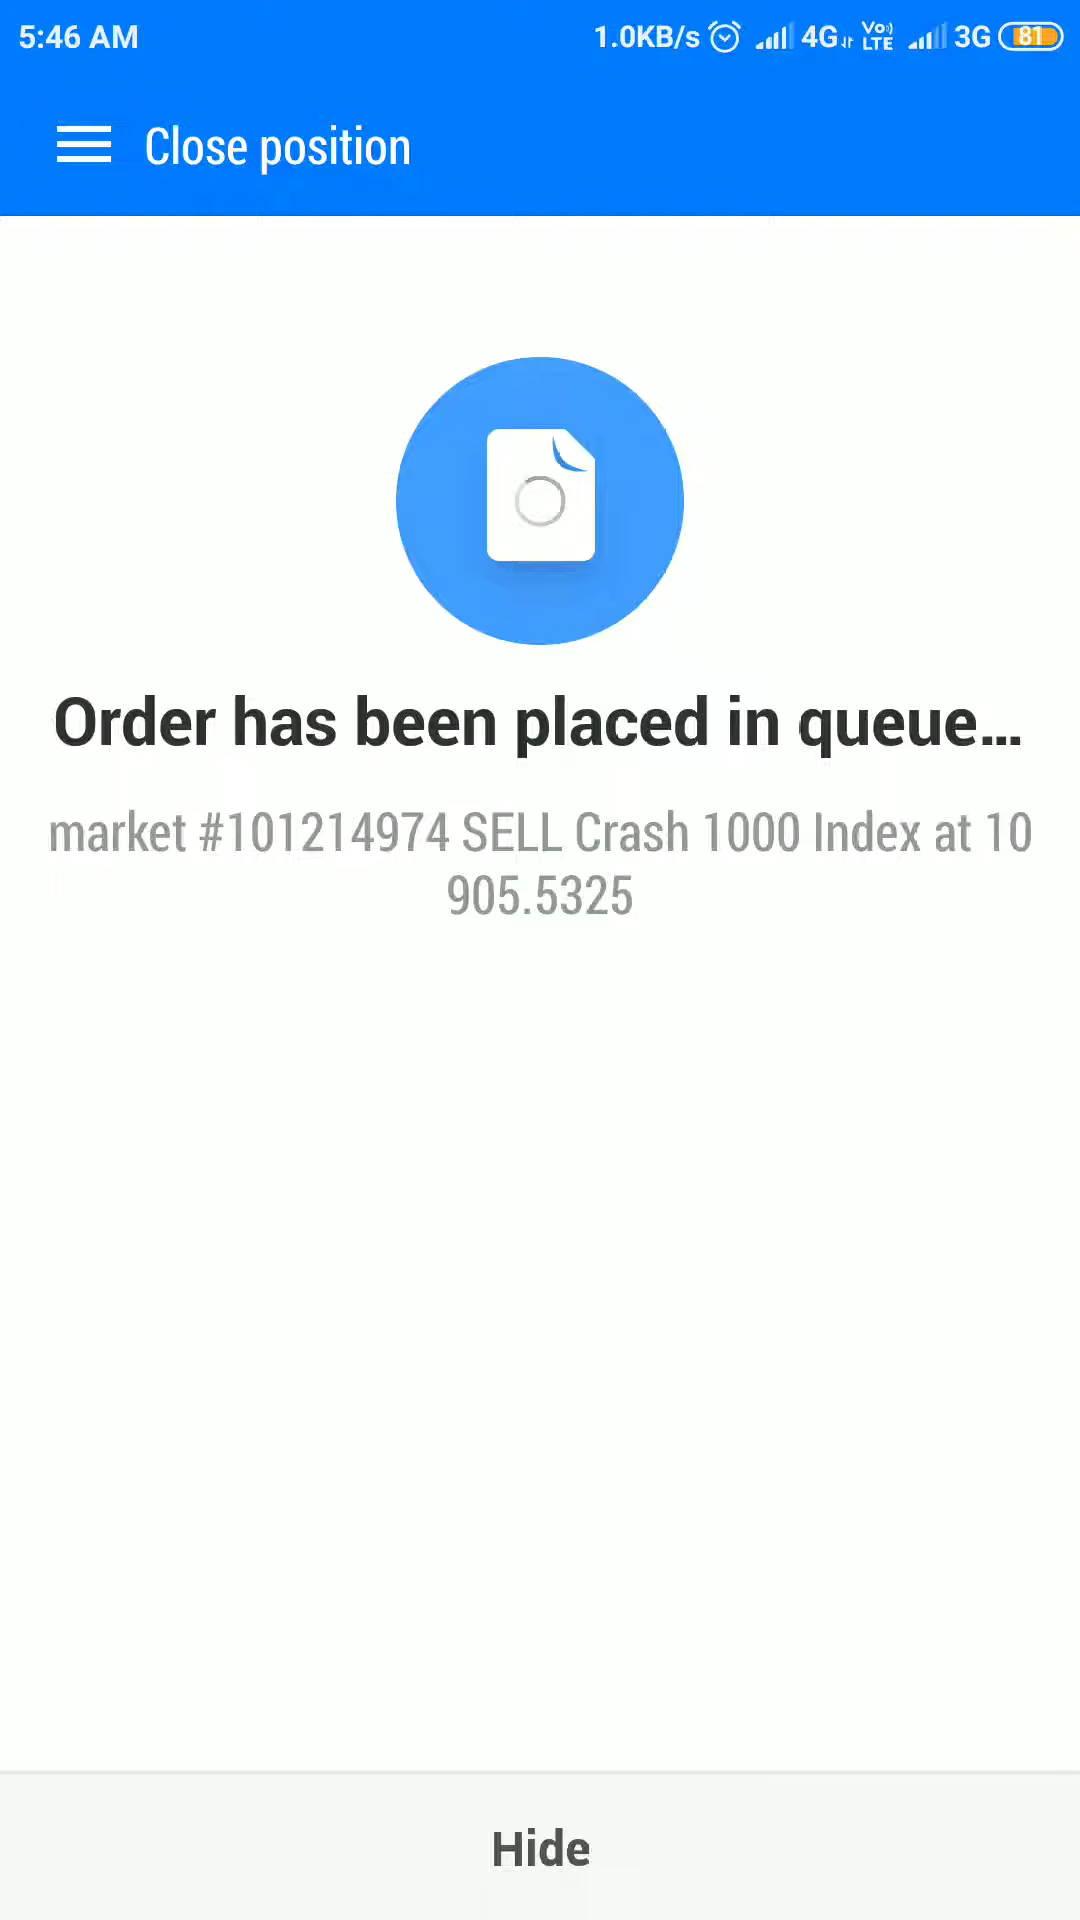 5:46 AM 1.0KB/s 4G Vo) LTE 3G 81
Close position
Order has been placed in queue...
market #101214974 SELL Crash 1000 Index at 10
905.5325
Hide